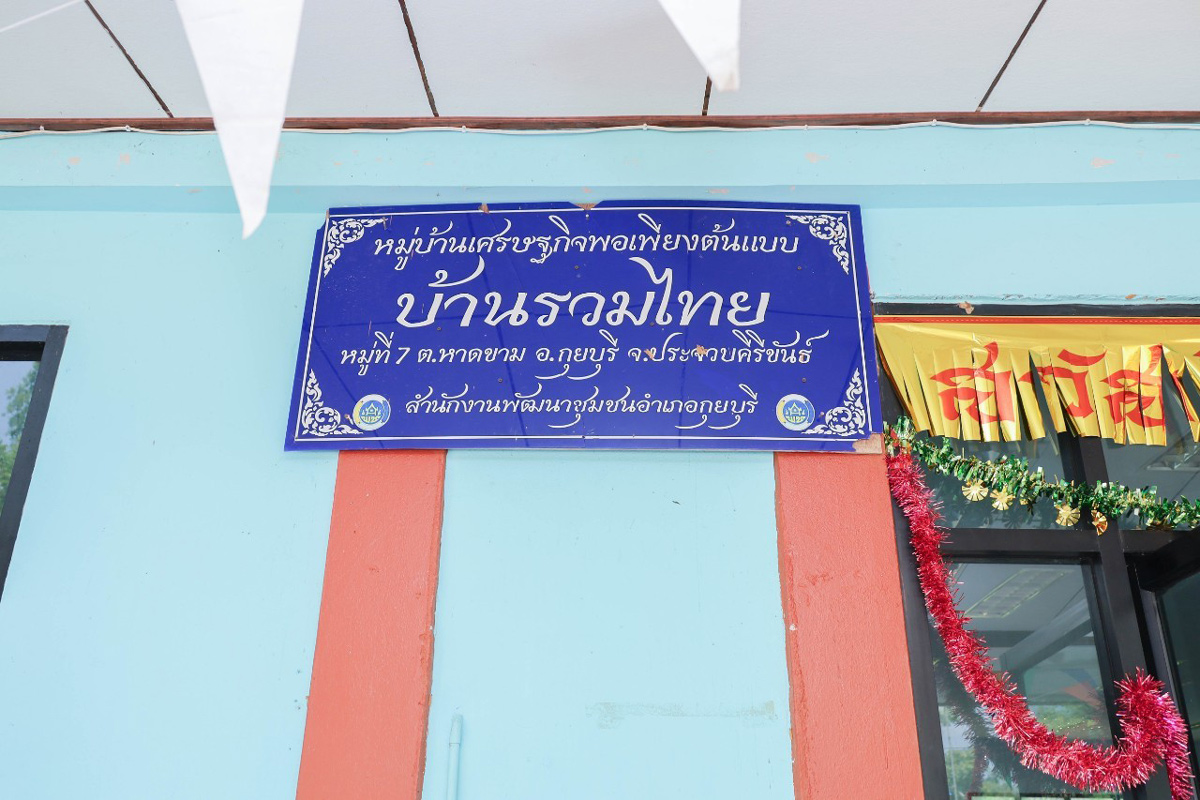 หมู่บ้านเศรษฐกิจพอเพียงต้นแบบ
บ้านรวมไทย
หมู่ที่ 7 ต.หาดขาม อ.กุยบุรี จ.ประจวบคีรีขันธ์
สำนักงานพัฒนาชุมชนอำเภอกุยบุรี
สวัส